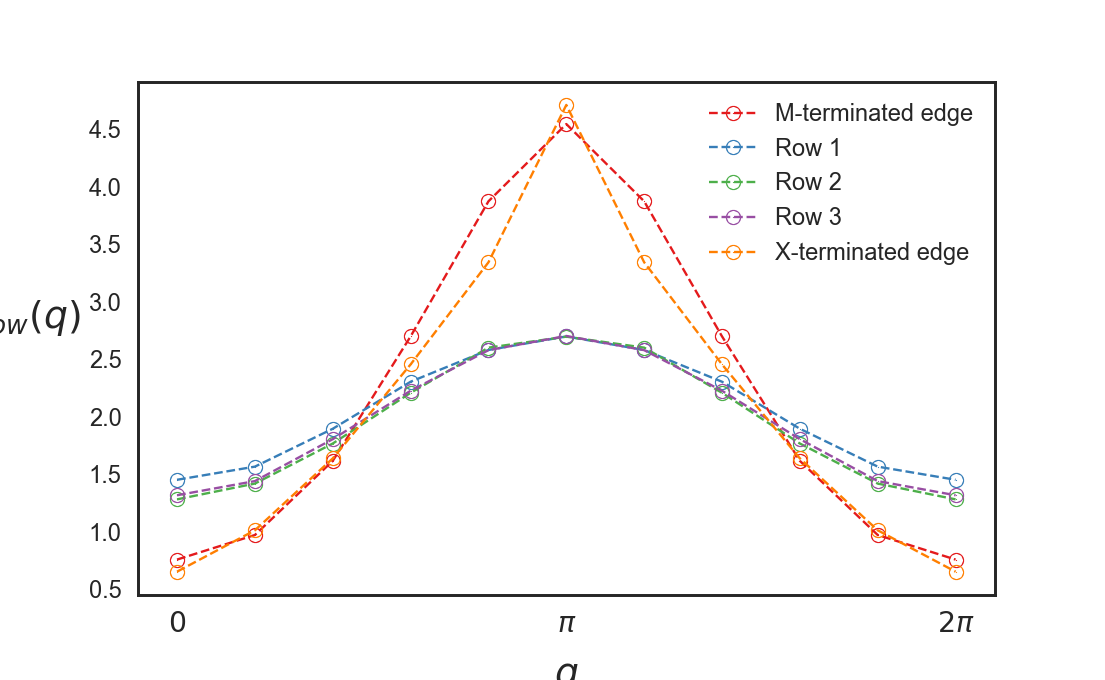 4.5
4.0
3.5
3.0
2.5
2.0
1.5
1.0
0.5
ow(q)
0 π 2π
q
M-terminated edge
Row 1
Row 2
Row 3
X-terminated edge